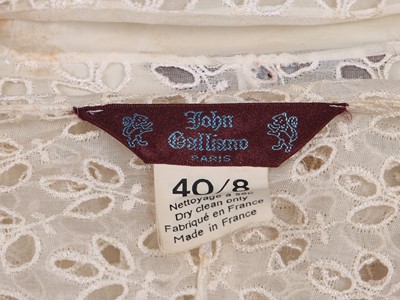 John
Galliano
PARIS
40/8
Nettoyage à sec
Dry clean only
Fabriqué en France
Made in France